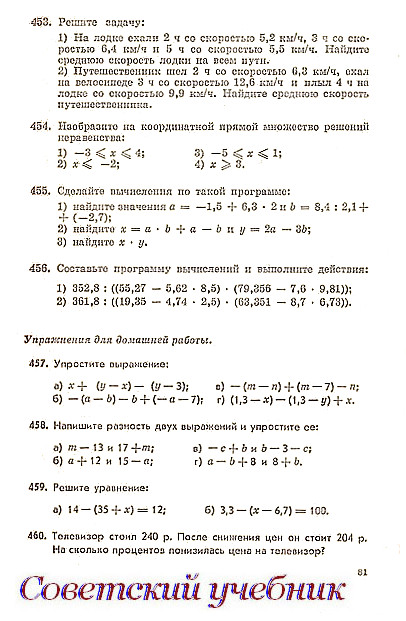 453. Решите задачу:
1) На лодке ехали 2 ч со скоростью 5,2 км/ч, 3 ч со ско-
ростью 6,4 км/ч и 5 ч со скоростью 5,5 км/ч. Найдите
среднюю скорость лодки на всем пути.
2) Путешественник шел 2 ч со скоростью 6,3 км/ч, ехал
на велосипеде 3 ч со скоростью 12,6 км/ч и плыл 4 ч на
лодке со скоростью 9,9 км/ч. Найдите среднюю скорость
путешественника.
454. Изобразите на координатной прямой множество решений
неравенства:
1) −3 ⩽ x ⩽ 4; 3) −5 ⩽ x ⩽ 1;
2) x ⩽ −2; 4) x ⩾ 3.
455. Сделайте вычисления по такой программе:
1) найдите значения a = −1,5 + 6,3 · 2 и b = 8,4 : 2,1 +
+ (−2,7);
2) найдите x = a · b + a − b и y = 2a − 3b;
3) найдите x · y.
456. Составьте программу вычислений и выполните действия:
1) 352,8 : ((55,27 − 5,62 · 8,5) · (79,356 − 7,6 · 9,81));
2) 361,8 : ((19,35 − 4,74 · 2,5) · (63,351 − 8,7 · 6,73)).
Упражнения для домашней работы.
457. Упростите выражение:
а) x + (y − x) − (y − 3); в) − (m − n) + (m − 7) − n;
б) − (a − b) − b + (− a − 7); г) (1,3 − x) − (1,3 − y) + x.
458. Напишите разность двух выражений и упростите ее:
а) m − 13 и 17 + m; в) − c + b и b − 3 − c;
б) a + 12 и 15 − a; г) a − b + 8 и 8 + b.
459. Решите уравнение:
а) 14 − (35 + x) = 12; б) 3,3 − (x − 6,7) = 100.
460. Телевизор стоил 240 р. После снижения цен он стоит 204 р.
На сколько процентов понизилась цена на телевизор?
81
Советский учебник